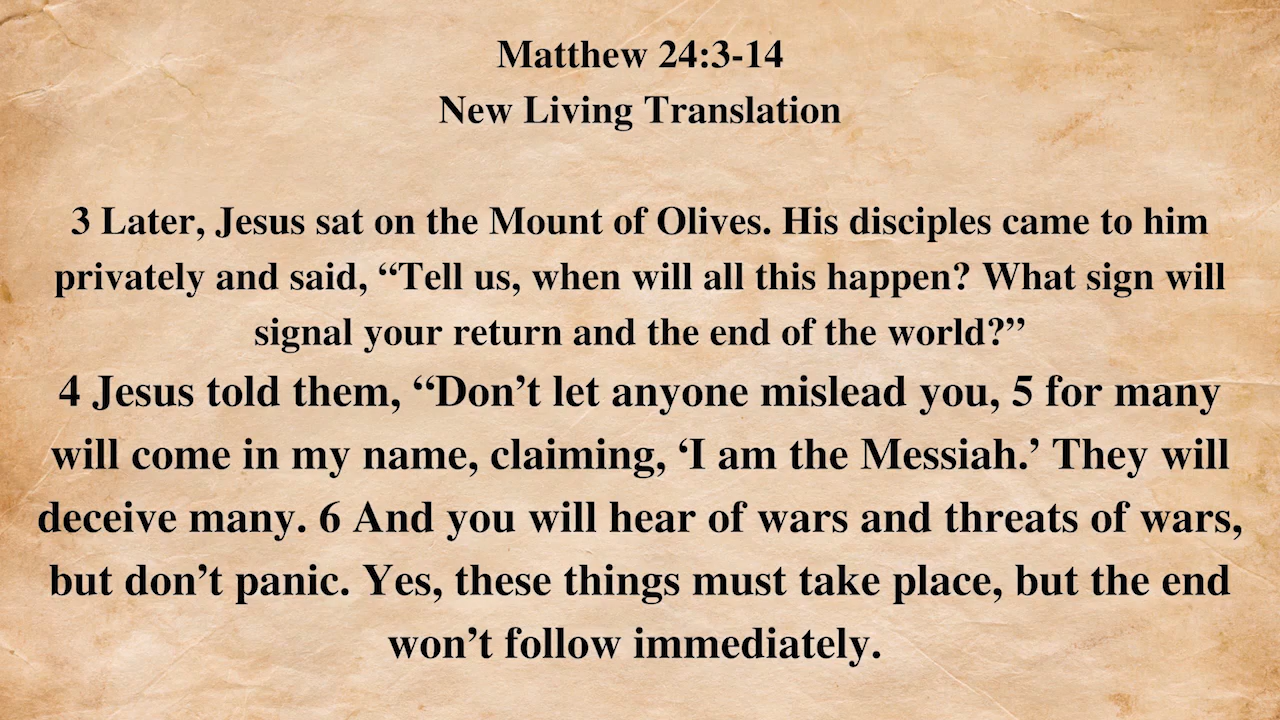 Matthew 24:3-14
New Living Translation
3 Later, Jesus sat on the Mount of Olives. His disciples came to him
privately and said, “Tell us, when will all this happen? What sign will
signal your return and the end of the world?”
4 Jesus told them, “Don’t let anyone mislead you, 5 for many
will come in my name, claiming, ‘I am the Messiah.’ They will
deceive many. 6 And you will hear of wars and threats of wars,
but don’t panic. Yes, these things must take place, but the end
won’t follow immediately.